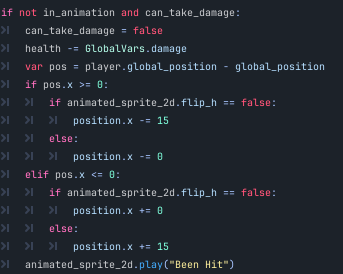 if not in_animation and can_take_damage:
can_take_damage = false
health -= GlobalVars.damage
var pos = player.global_position - global_position
if pos.x >= 0:
if animated_sprite_2d.flip_h == false:
position.x -= 15
else:
position.x -= 0
elif pos.x <= 0:
if animated_sprite_2d.flip_h == false:
position.x += 0
else:
position.x += 15
animated_sprite_2d.play("Been Hit")